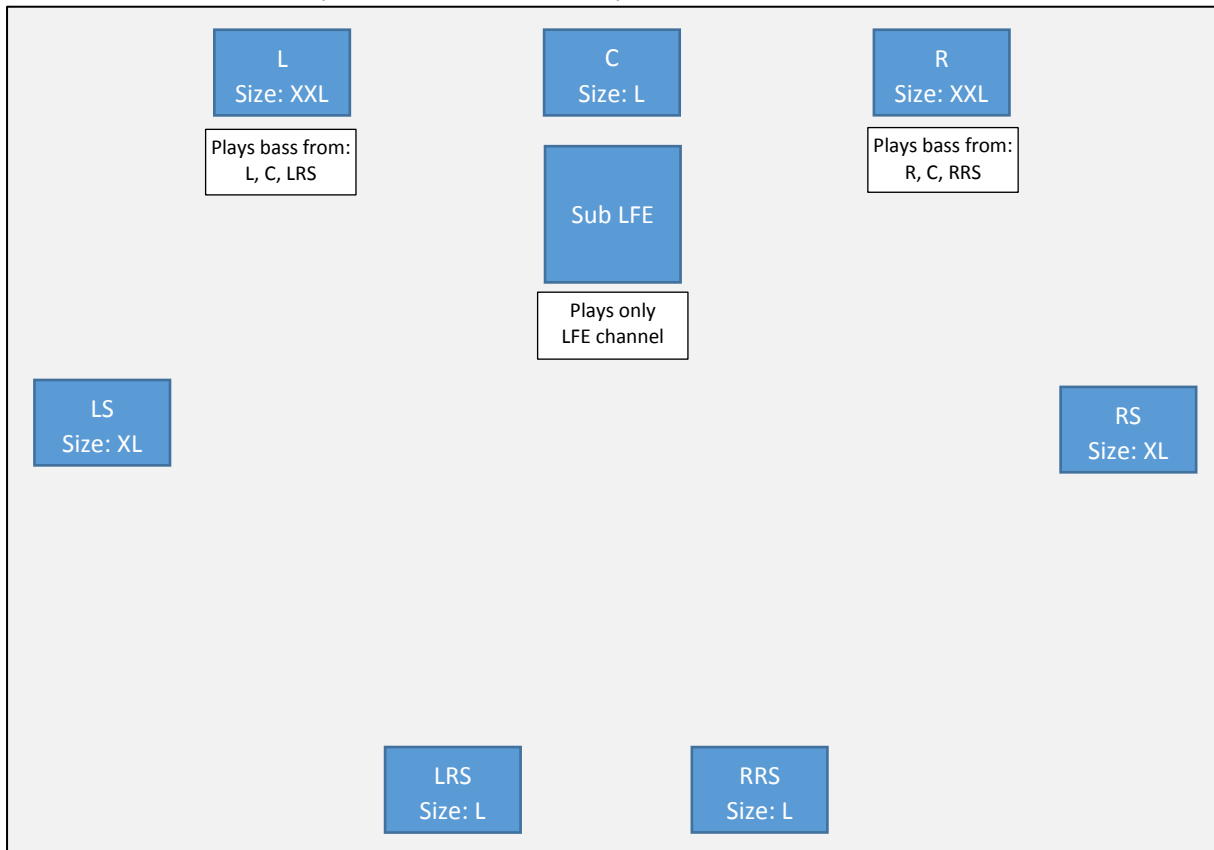 L
Size: XXL
C
Size: L
R
Size: XXL
Plays bass from:
L, C, LRS
Plays bass from:
R, C, RRS
Sub LFE
Plays only
LFE channel
LS
Size: XL
RS
Size: XL
LRS
Size: L
RRS
Size: L